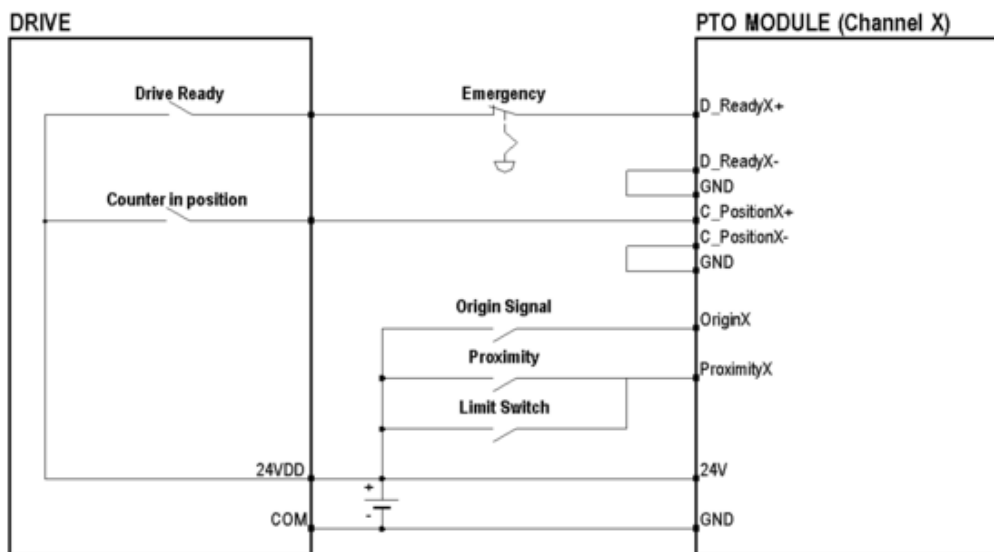 DRIVE
PTO MODULE (Channel X)
Drive Ready
Emergency
D_ReadyX+
D_ReadyX-
GND
Counter in position
C_PositionX+
C_PositionX-
GND
Origin Signal
OriginX
Proximity
ProximityX
Limit Switch
24VDD
24V
+
-
COM
GND